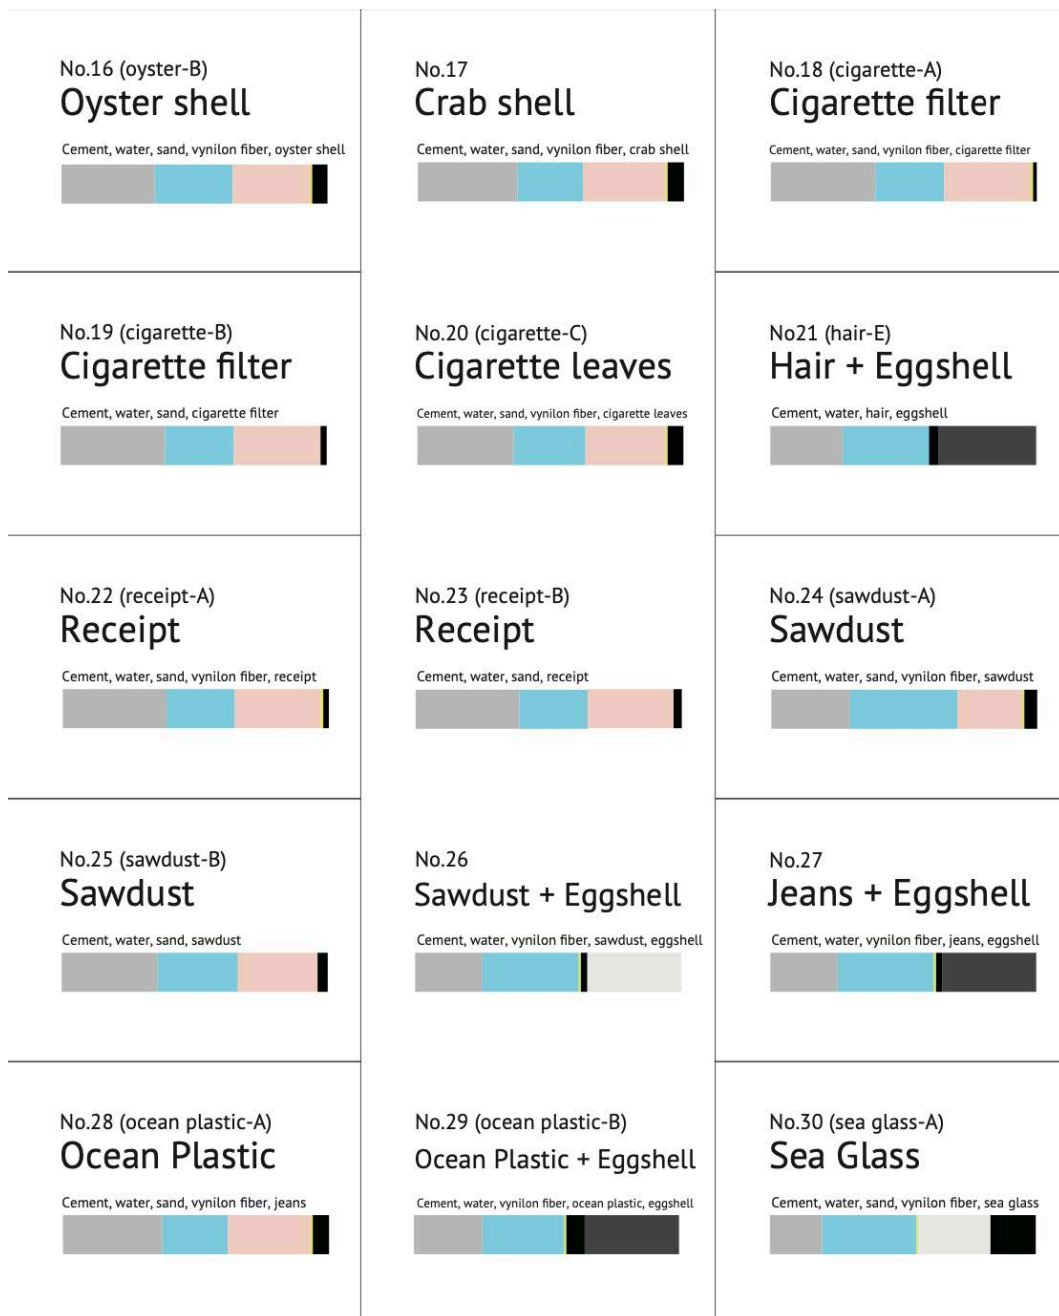 No.16 (oyster-B)
Oyster shell
Cement, water, sand, vynilon fiber, oyster shell
No.17
Crab shell
Cement, water, sand, vynilon fiber, crab shell
No.18 (cigarette-A)
Cigarette filter
Cement, water, sand, vynilon fiber, cigarette filter
No.19 (cigarette-B)
Cigarette filter
Cement, water, sand, cigarette filter
No.20 (cigarette-C)
Cigarette leaves
Cement, water, sand, vynilon fiber, cigarette leaves
No21 (hair-E)
Hair + Eggshell
Cement, water, hair, eggshell
No.22 (receipt-A)
Receipt
Cement, water, sand, vynilon fiber, receipt
No.23 (receipt-B)
Receipt
Cement, water, sand, receipt
No.24 (sawdust-A)
Sawdust
Cement, water, sand, vynilon fiber, sawdust
No.25 (sawdust-B)
Sawdust
Cement, water, sand, sawdust
No.26
Sawdust + Eggshell
Cement, water, vynilon fiber, sawdust, eggshell
No.27
Jeans + Eggshell
Cement, water, vynilon fiber, jeans, eggshell
No.28 (ocean plastic-A)
Ocean Plastic
Cement, water, sand, vynilon fiber, jeans
No.29 (ocean plastic-B)
Ocean Plastic + Eggshell
Cement, water, vynilon fiber, ocean plastic, eggshell
No.30 (sea glass-A)
Sea Glass
Cement, water, sand, vynilon fiber, sea glass